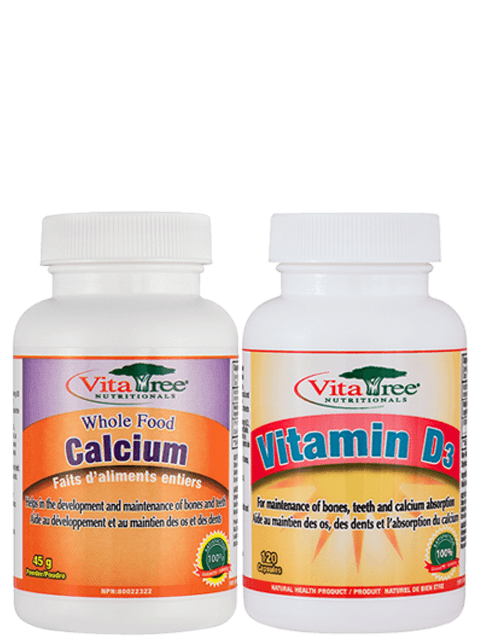 VitaTree
NUTRITIONALS
Whole Food
Calcium
Faits d'aliments entiers
Helps in the development and maintenance of bones and teeth
Aide au développement et au maintien des os et des dents
45 g
Powder/Poudre
100%
NPN:80022322
VitaTree®
NUTRITIONALS
Vitamin D3
For maintenance of bones, teeth and calcium absorption
Aide au maintien des os, des dents et l'absorption du calcium
120
Capsules
100%
NATURAL HEALTH PRODUCT / PRODUIT NATUREL DE BIEN ETRE